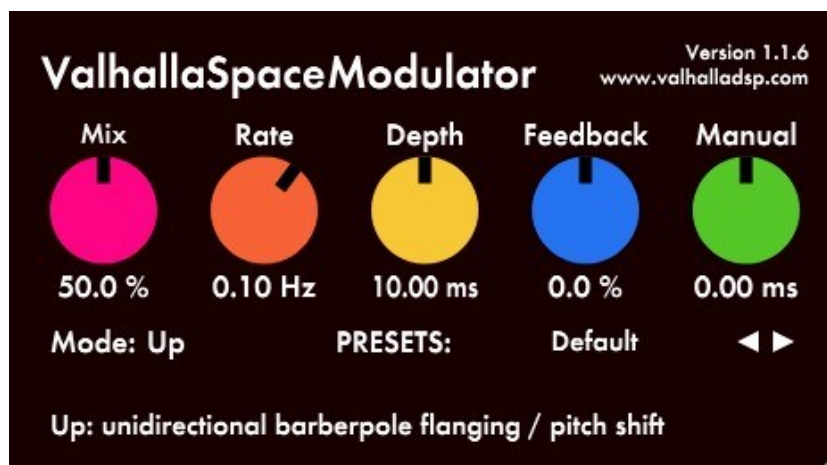 ValhallaSpaceModulator
Version 1.1.6
www.valhalladsp.com
Mix Rate Depth Feedback Manual
50.0 % 0.10 Hz 10.00 ms 0.0 % 0.00 ms
Mode: Up PRESETS: Default
Up: unidirectional barberpole flanging / pitch shift